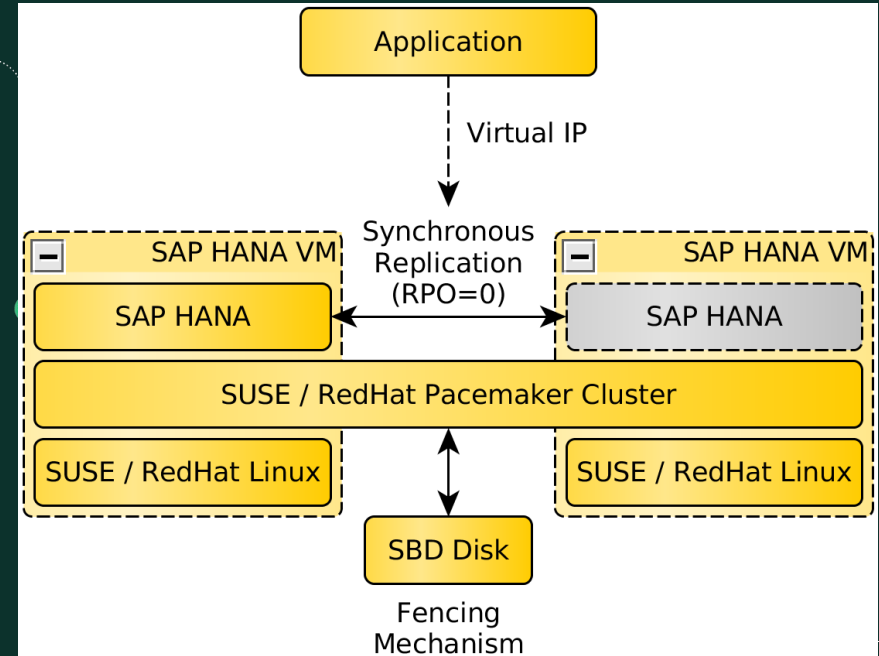 Application
Virtual IP
Synchronous
Replication
(RPO=0)
SAP HANA VM
SAP HANA VM
SAP HANA
SAP HANA
SUSE / RedHat Pacemaker Cluster
SUSE / RedHat Linux
SUSE / RedHat Linux
SBD Disk
Fencing
Mechanism